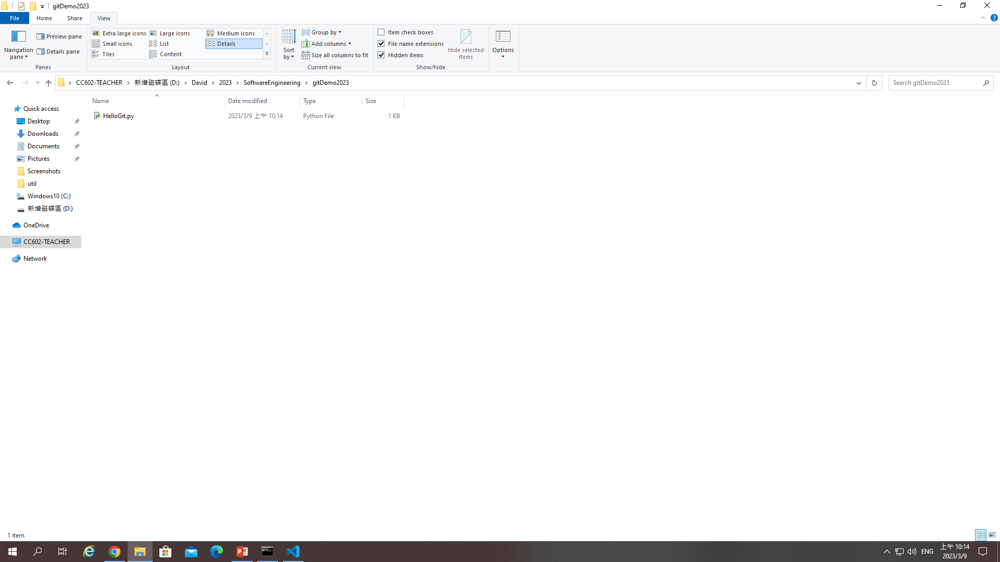 gitDemo2023
File Home Share View
Navigation pane
Preview pane
Details pane
Panes
Extra large icons Large icons Medium icons
Small icons List Details
Tiles Content
Layout
Sort by
Group by
Add columns
Size all columns to fit
Current view
Item check boxes
File name extensions
Hidden items
Hide selected items
Show/hide
Options
CC602-TEACHER › 新增磁碟區 (D:) › David › 2023 › SoftwareEngineering › gitDemo2023
Search gitDemo2023
Quick access
Desktop
Downloads
Documents
Pictures
Screenshots
util
Windows10 (C:)
新增磁碟區 (D:)
OneDrive
CC602-TEACHER
Network
Name Date modified Type Size
HelloGit.py 2023/3/9 上午 10:14 Python File 1 KB
1 item
ENG
上午 10:14
2023/3/9